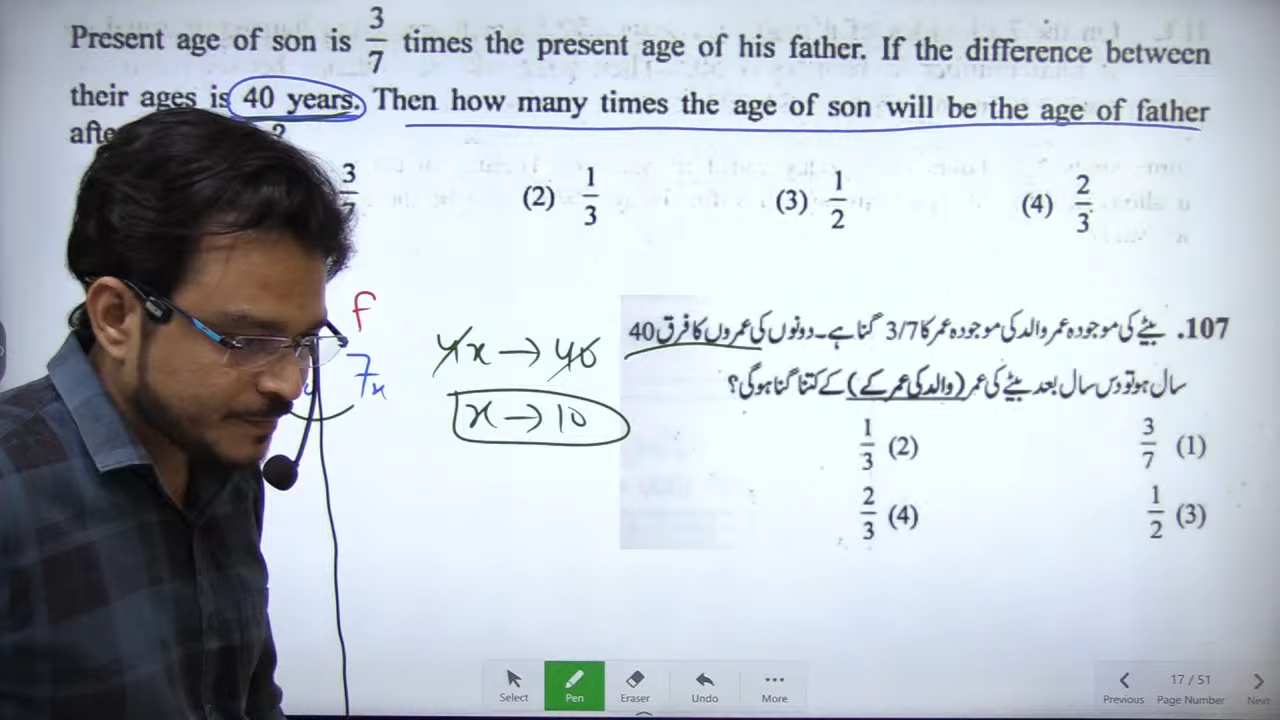 Present age of son is 3/7 times the present age of his father. If the difference between
their ages is 40 years. Then how many times the age of son will be the age of father
?
3/7 (2) 1/3 (3) 1/2 (4) 2/3
107. بیٹے کی موجودہ عمر والد کی موجودہ عمر کا 3/7 گنا ہے۔ دونوں کی عمروں کا فرق 40
سال ہو تو دس سال بعد بیٹے کی عمر (والد کی عمر کے) کے کتنا گنا ہوگی؟
(1) 3/7 (2) 1/3
(3) 1/2 (4) 2/3
f
7x
4x → 40
x → 10
Select Pen Eraser Undo More
Previous 17 / 51 Page Number Next